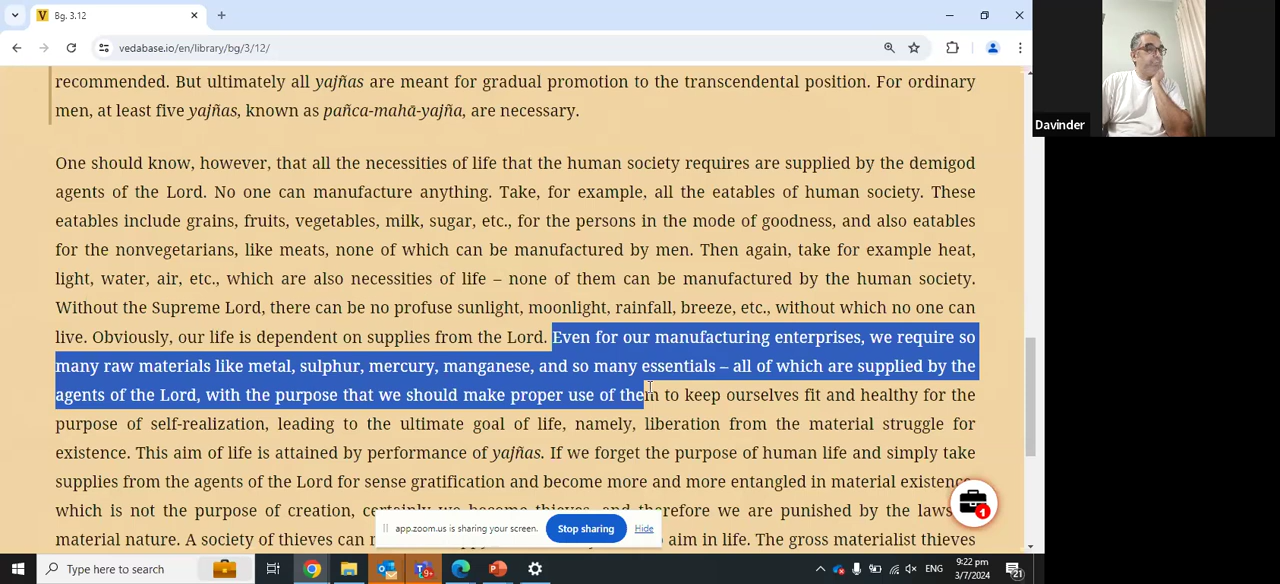 Bg. 3.12
vedabase.io/en/library/bg/3/12/
Davinder
recommended. But ultimately all yajñas are meant for gradual promotion to the transcendental position. For ordinary
men, at least five yajñas, known as pañca-mahā-yajña, are necessary.
One should know, however, that all the necessities of life that the human society requires are supplied by the demigod
agents of the Lord. No one can manufacture anything. Take, for example, all the eatables of human society. These
eatables include grains, fruits, vegetables, milk, sugar, etc., for the persons in the mode of goodness, and also eatables
for the nonvegetarians, like meats, none of which can be manufactured by men. Then again, take for example heat,
light, water, air, etc., which are also necessities of life – none of them can be manufactured by the human society.
Without the Supreme Lord, there can be no profuse sunlight, moonlight, rainfall, breeze, etc., without which no one can
live. Obviously, our life is dependent on supplies from the Lord. Even for our manufacturing enterprises, we require so
many raw materials like metal, sulphur, mercury, manganese, and so many essentials – all of which are supplied by the
agents of the Lord, with the purpose that we should make proper use of them to keep ourselves fit and healthy for the
purpose of self-realization, leading to the ultimate goal of life, namely, liberation from the material struggle for
existence. This aim of life is attained by performance of yajñas. If we forget the purpose of human life and simply take
supplies from the agents of the Lord for sense gratification and become more and more entangled in material existence,
which is not the purpose of creation, certainly we become thieves, and therefore we are punished by the laws
1
app.zoom.us is sharing your screen. Stop sharing Hide
material nature. A society of thieves can aim in life. The gross materialist thieves
Type here to search
ENG
9:22 pm
3/7/2024
21